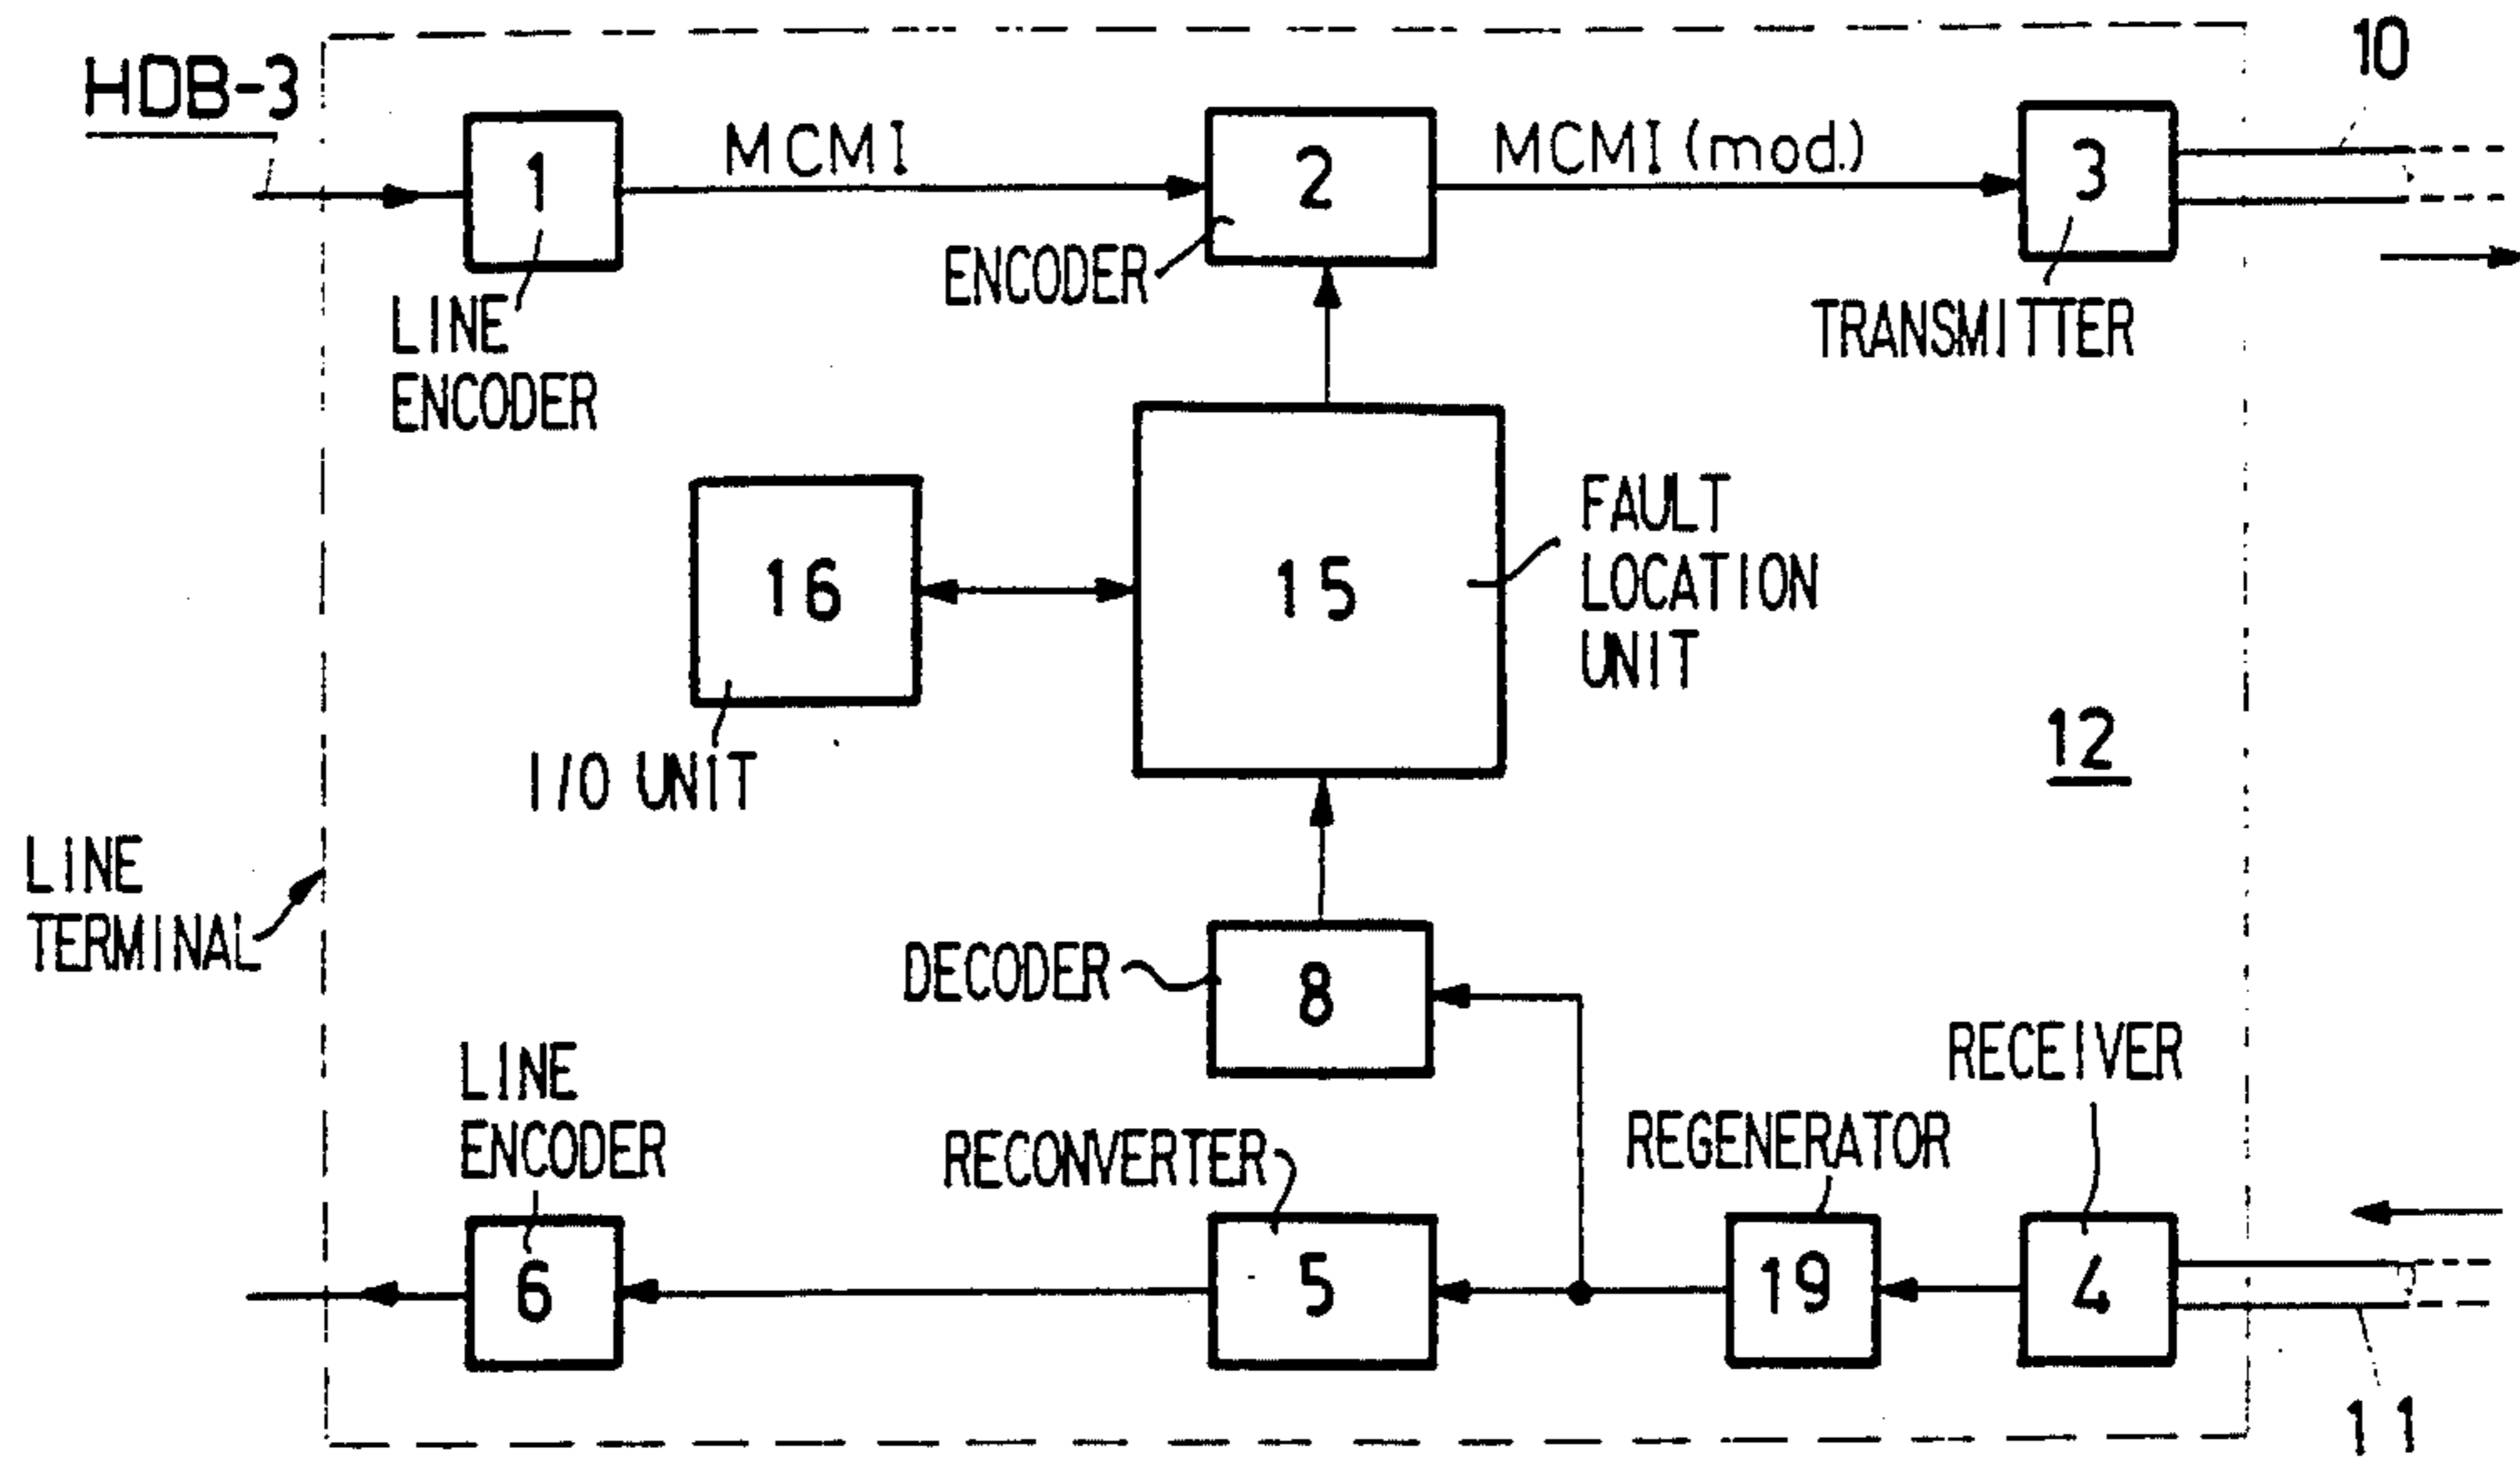 HDB-3
10
1
MCMI
2
MCMI (mod.)
3
ENCODER
LINE
ENCODER
TRANSMITTER
16
15
FAULT
LOCATION
UNIT
I/O UNIT
12
LINE
TERMINAL
DECODER
8
LINE
ENCODER
RECONVERTER
REGENERATOR
RECEIVER
6
5
19
4
11